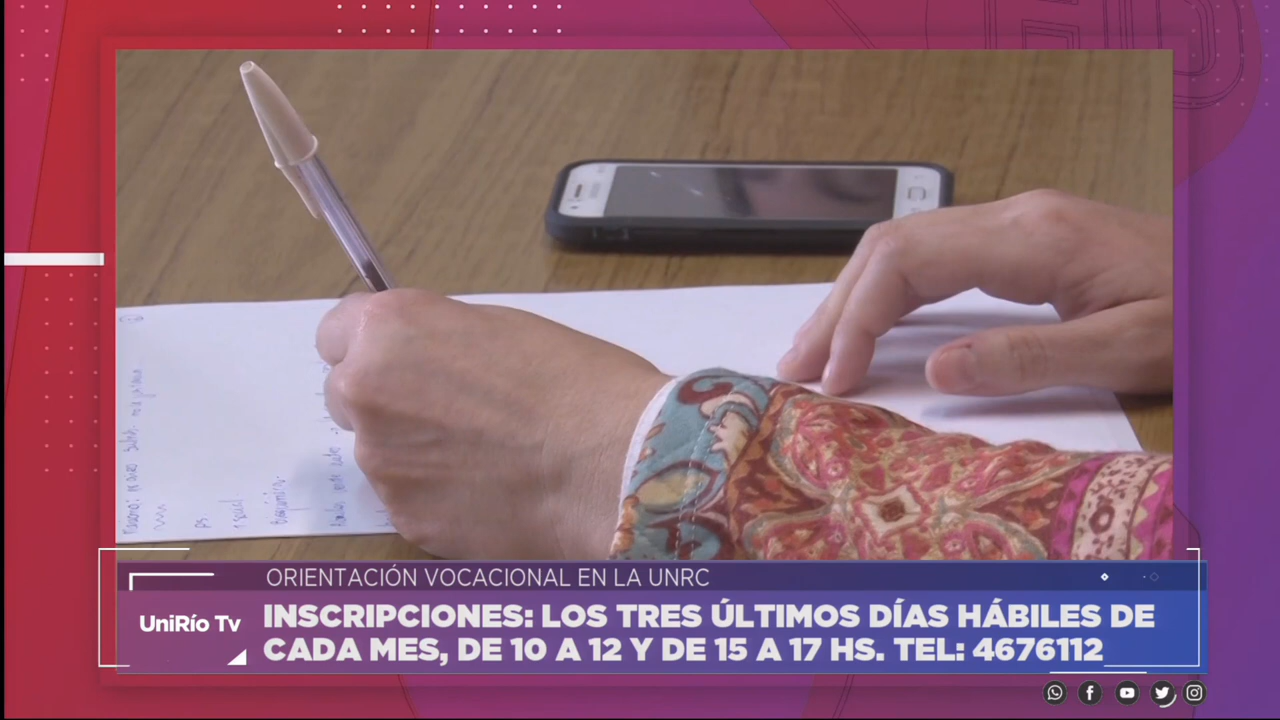 ORIENTACIÓN VOCACIONAL EN LA UNRC
UniRío Tv
INSCRIPCIONES: LOS TRES ÚLTIMOS DÍAS HÁBILES DE
CADA MES, DE 10 A 12 Y DE 15 A 17 HS. TEL: 4676112